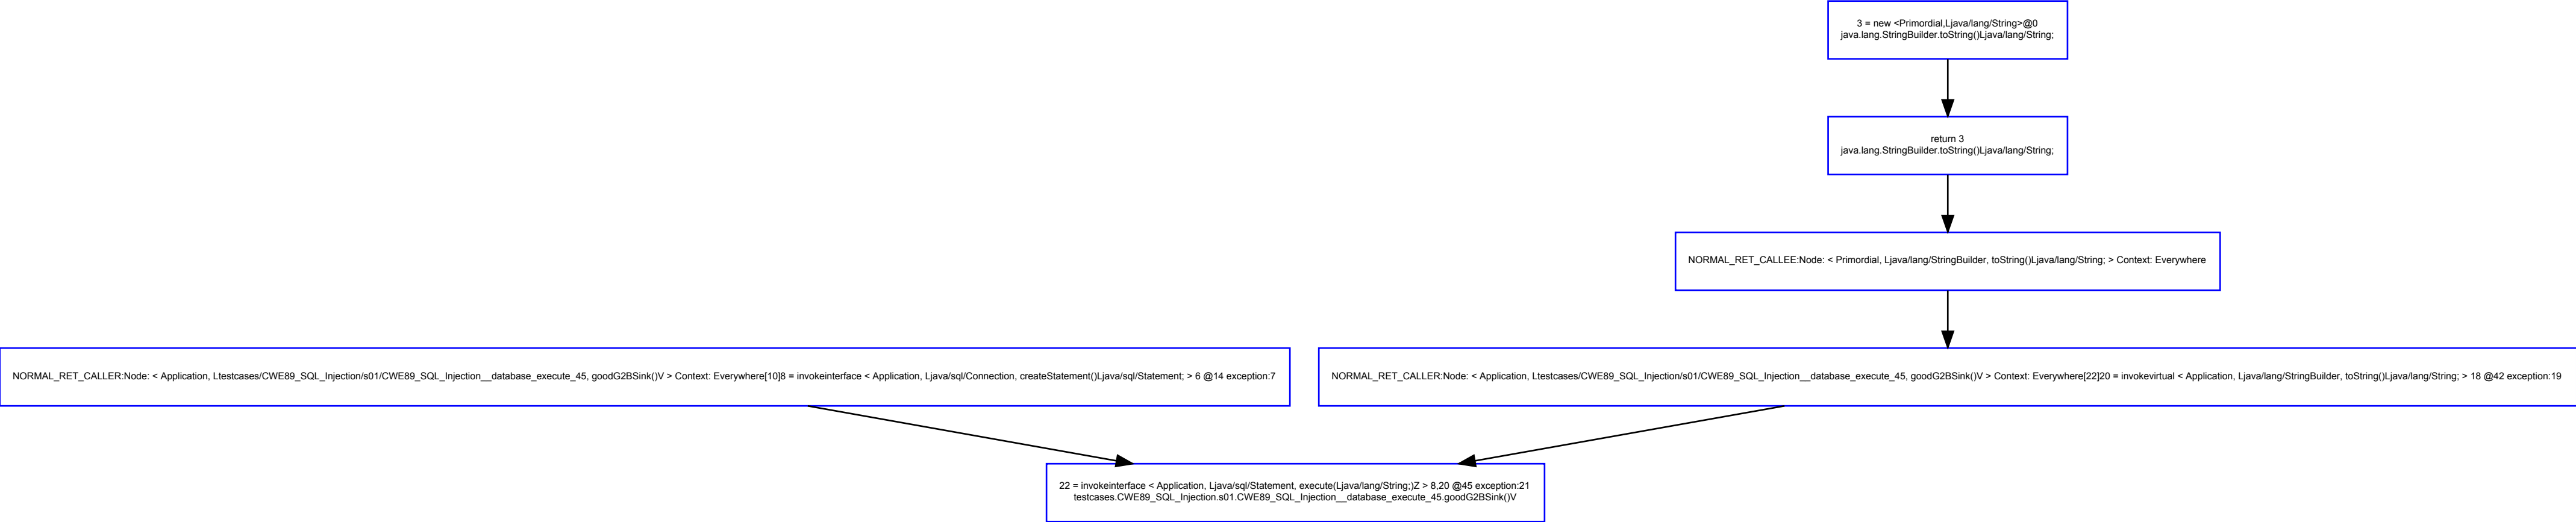 3 = new <Primordial,Ljava/lang/String>@0
java.lang.StringBuilder.toString()Ljava/lang/String;
return 3
java.lang.StringBuilder.toString()Ljava/lang/String;
NORMAL_RET_CALLEE:Node: < Primordial, Ljava/lang/StringBuilder, toString()Ljava/lang/String; > Context: Everywhere
NORMAL_RET_CALLER:Node: < Application, Ltestcases/CWE89_SQL_Injection/s01/CWE89_SQL_Injection__database_execute_45, goodG2BSink()V > Context: Everywhere[10]8 = invokeinterface < Application, Ljava/sql/Connection, createStatement()Ljava/sql/Statement; > 6 @14 exception:7
NORMAL_RET_CALLER:Node: < Application, Ltestcases/CWE89_SQL_Injection/s01/CWE89_SQL_Injection__database_execute_45, goodG2BSink()V > Context: Everywhere[22]20 = invokevirtual < Application, Ljava/lang/StringBuilder, toString()Ljava/lang/String; > 18 @42 exception:19
22 = invokeinterface < Application, Ljava/sql/Statement, execute(Ljava/lang/String;)Z > 8,20 @45 exception:21
testcases.CWE89_SQL_Injection.s01.CWE89_SQL_Injection__database_execute_45.goodG2BSink()V